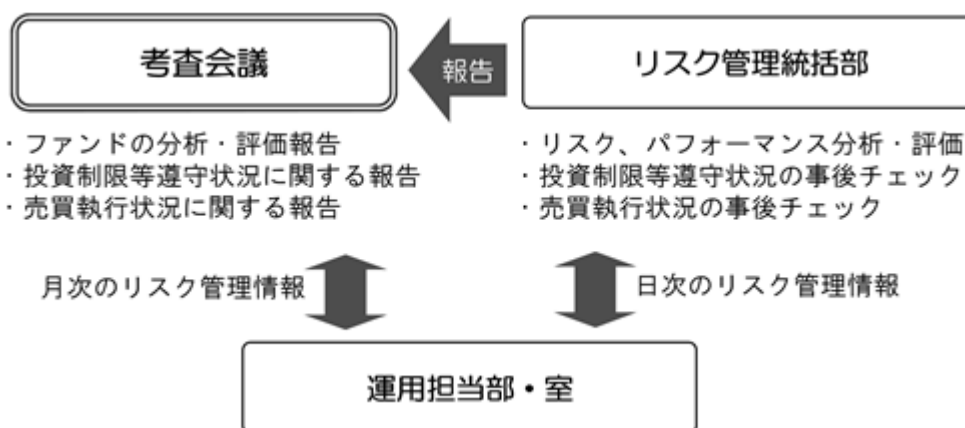 考査会議
報告
リスク管理統括部
・ファンドの分析・評価報告
・投資制限等遵守状況に関する報告
・売買執行状況に関する報告
・リスク、パフォーマンス分析・評価
・投資制限等遵守状況の事後チェック
・売買執行状況の事後チェック
月次のリスク管理情報
日次のリスク管理情報
運用担当部・室